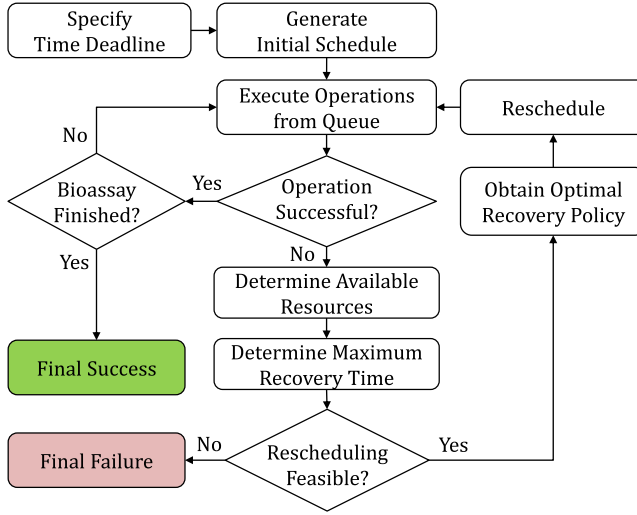 Specify
Time Deadline
Generate
Initial Schedule
Execute Operations
from Queue
Reschedule
No
Bioassay
Finished?
Yes
Operation
Successful?
Obtain Optimal
Recovery Policy
Yes
No
Determine Available
Resources
Final Success
Determine Maximum
Recovery Time
Final Failure
No
Rescheduling
Feasible?
Yes